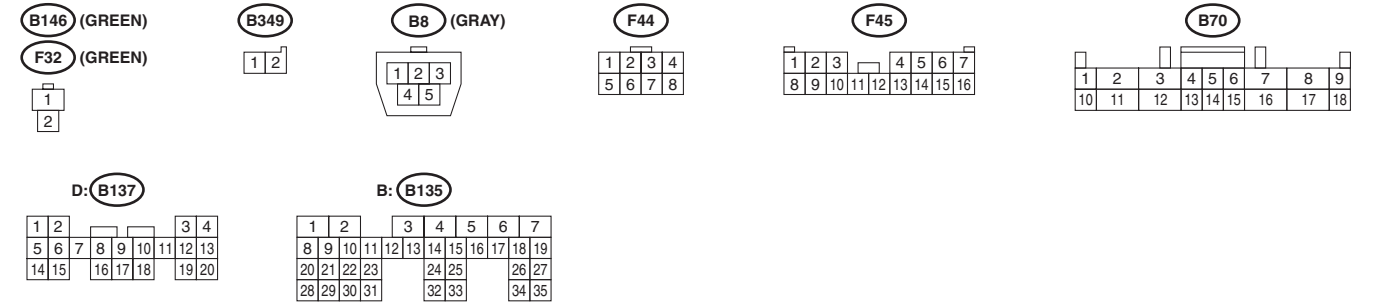 B146 (GREEN)
F32 (GREEN)
1
2
B349
1 2
B8 (GRAY)
1 2 3
4 5
F44
1 2 3 4
5 6 7 8
F45
1 2 3 4 5 6 7
8 9 10 11 12 13 14 15 16
B70
1 2 3 4 5 6 7 8 9
10 11 12 13 14 15 16 17 18
D: B137
1 2 3 4
5 6 7 8 9 10 11 12 13
14 15 16 17 18 19 20
B: B135
1 2 3 4 5 6 7
8 9 10 11 12 13 14 15 16 17 18 19
20 21 22 23 24 25 26 27
28 29 30 31 32 33 34 35